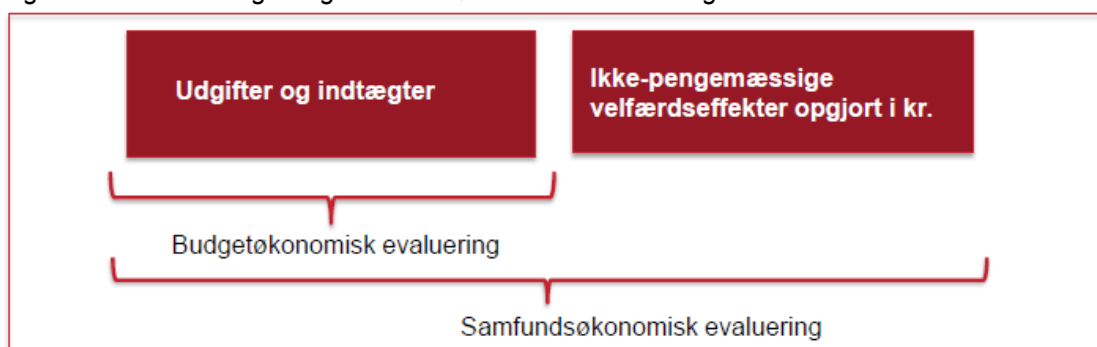 Udgifter og indtægter
Ikke-pengemæssige
velfærdseffekter opgjort i kr.
Budgetøkonomisk evaluering
Samfundsøkonomisk evaluering